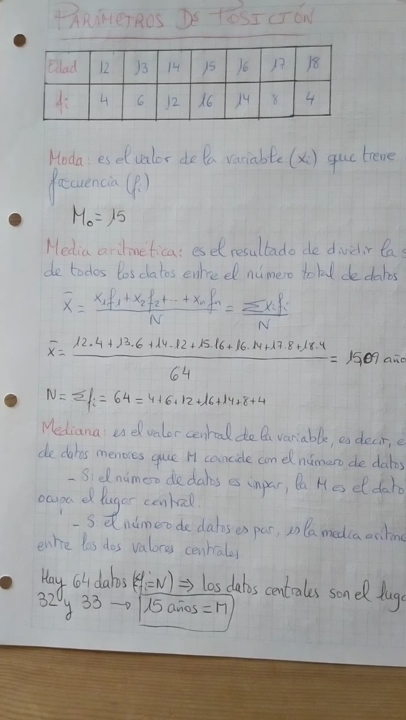 PARÁMETROS DE POSICIÓN
Edad 12 13 14 15 16 17 18
fi 4 6 12 16 14 8 4
Moda: es el valor de la variable (xi) que tiene
frecuencia (fi)
Mo = 15
Media aritmética: es el resultado de dividir la
de todos los datos entre el número total de datos
x̄ = x1f1+x2f2+...+xnfn / N = Σxifi / N
x̄ = 12·4+13·6+14·12+15·16+16·14+17·8+18·4 / 64 = 15,09 año
N = Σfi = 64 = 4+6+12+16+14+8+4
Mediana: es el valor central de la variable, es decir, e
de datos menores que M coincide con el número de datos
- Si el número de datos es impar, la M es el dato
ocupa el lugar central.
- S el número de datos es par, es la media aritme
entre los dos valores centrales
Hay 64 datos (fi=N) ⇒ los datos centrales son el luga
32 y 33 → 15 años = M